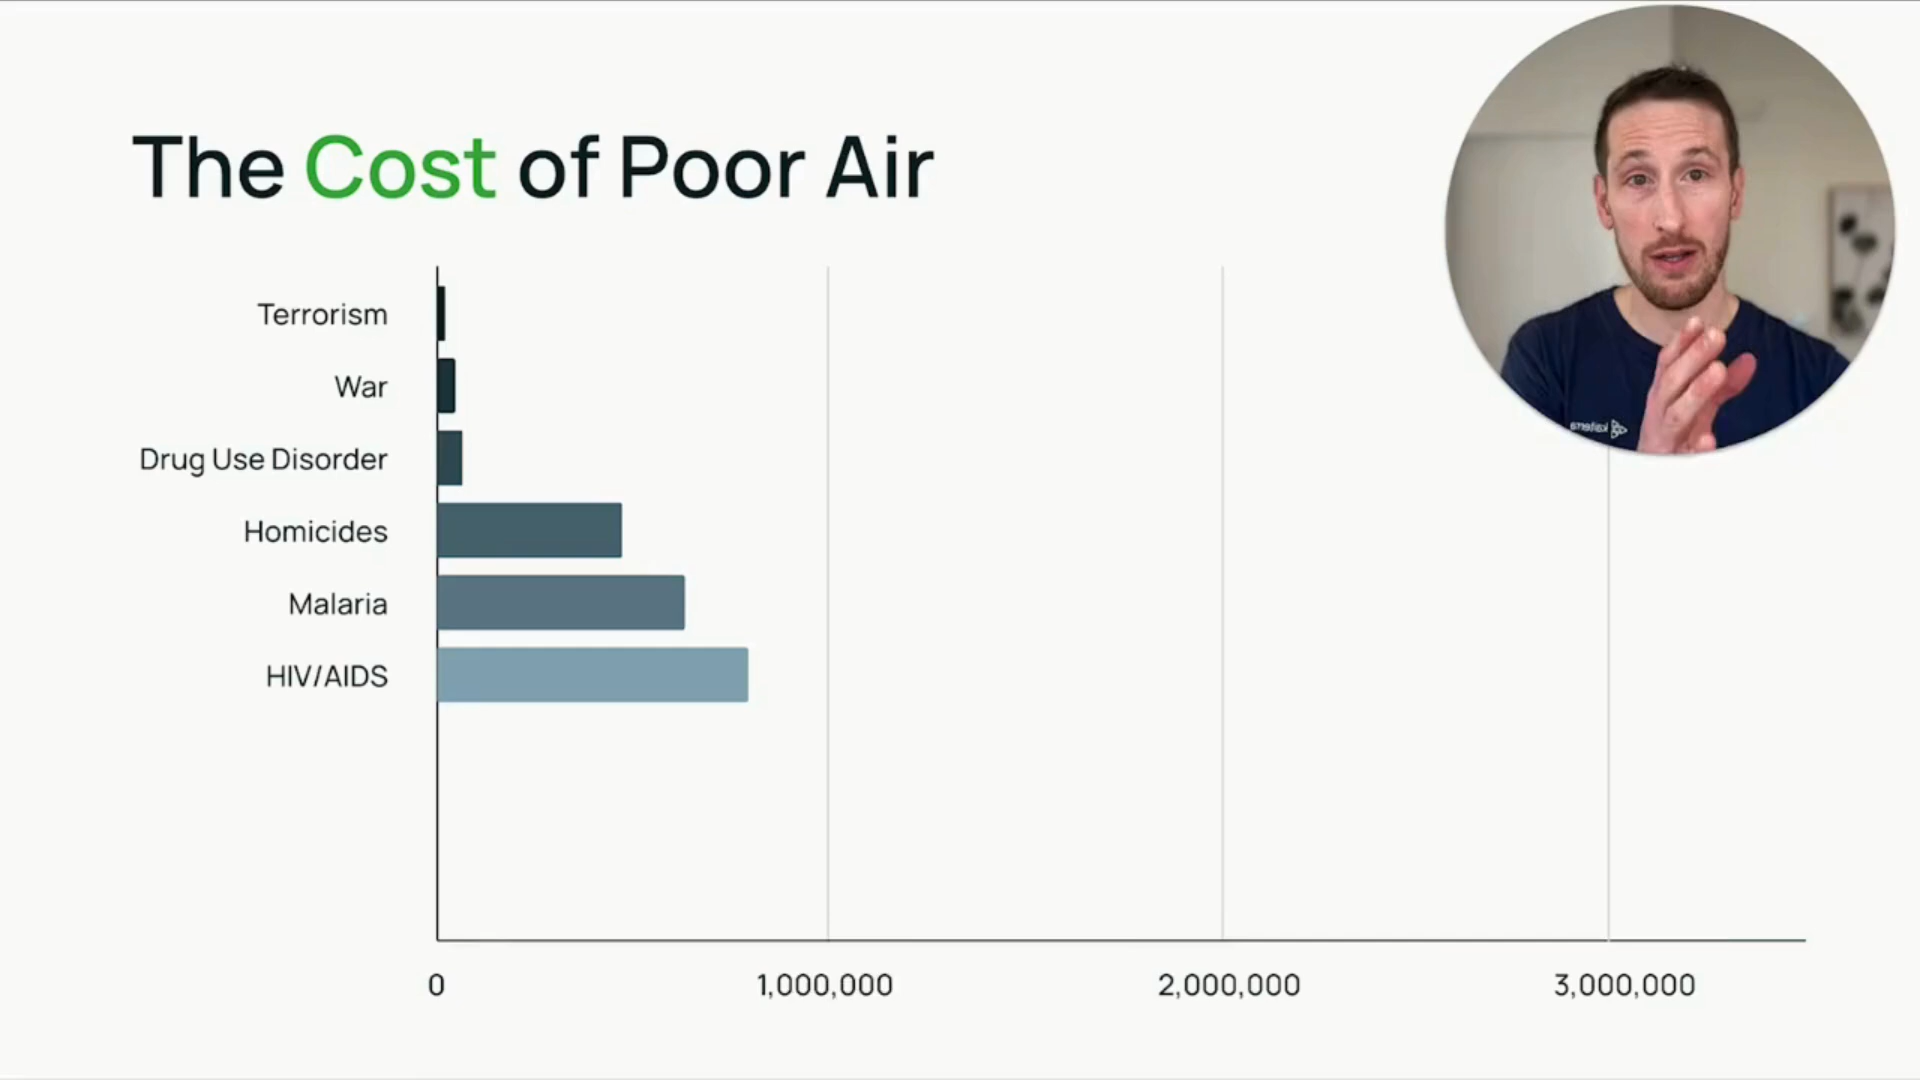 The Cost of Poor Air
Terrorism
War
Drug Use Disorder
Homicides
Malaria
HIV/AIDS
0 1,000,000 2,000,000 3,000,000
kaiterra